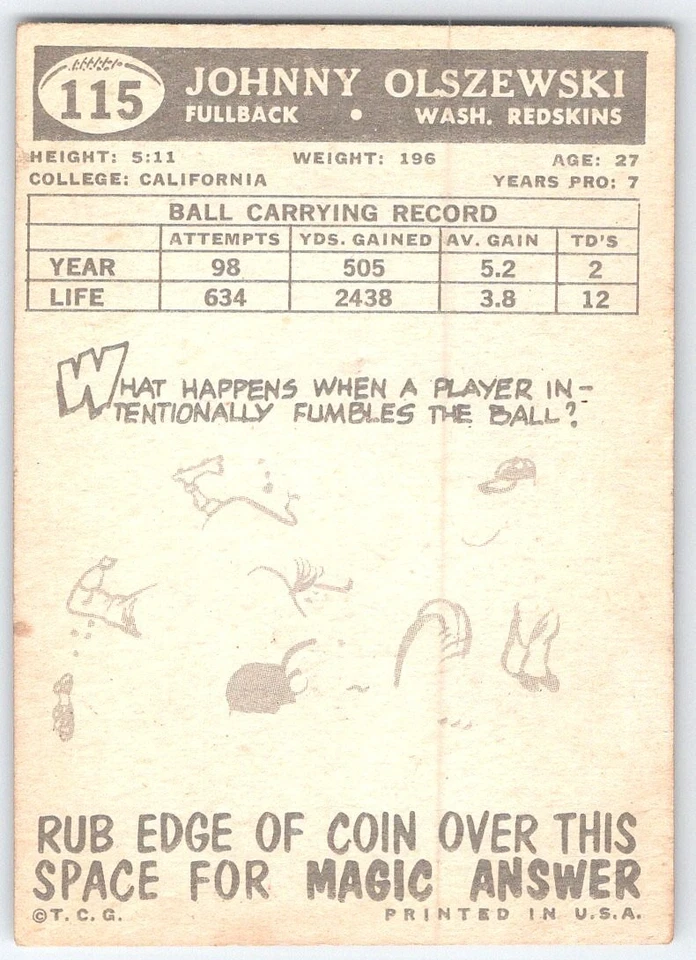 115
JOHNNY OLSZEWSKI
FULLBACK • WASH. REDSKINS
HEIGHT: 5:11 WEIGHT: 196 AGE: 27
COLLEGE: CALIFORNIA YEARS PRO: 7
BALL CARRYING RECORD
ATTEMPTS YDS. GAINED AV. GAIN TD'S
YEAR 98 505 5.2 2
LIFE 634 2438 3.8 12
WHAT HAPPENS WHEN A PLAYER IN-
TENTIONALLY FUMBLES THE BALL?
RUB EDGE OF COIN OVER THIS
SPACE FOR MAGIC ANSWER
©T.C.G. PRINTED IN U.S.A.